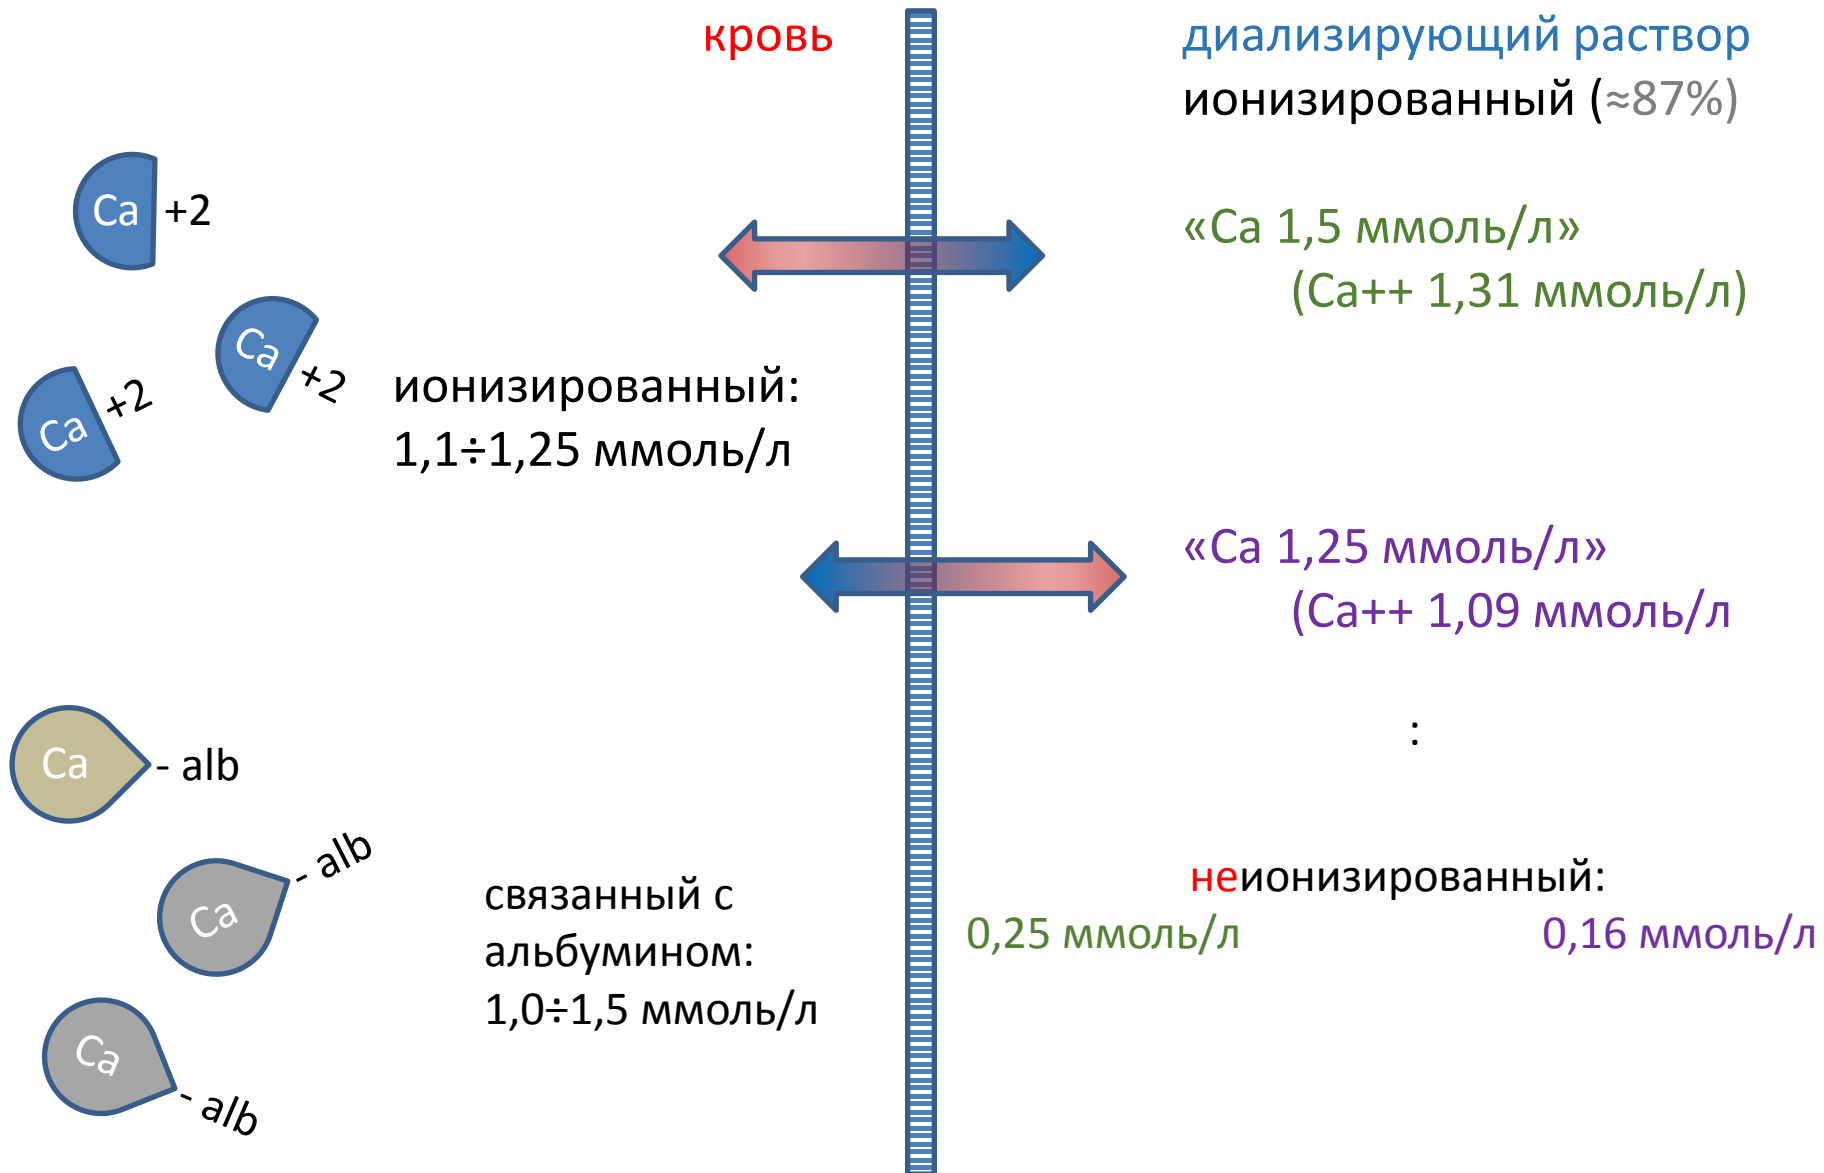 кровь
диализирующий раствор
ионизированный (≈87%)
Ca +2
«Ca 1,5 ммоль/л»
(Ca++ 1,31 ммоль/л)
Ca +2
Ca +2
ионизированный:
1,1÷1,25 ммоль/л
«Ca 1,25 ммоль/л»
(Ca++ 1,09 ммоль/л
:
Ca - alb
Ca - alb
Ca - alb
связанный с
альбумином:
1,0÷1,5 ммоль/л
неионизированный:
0,25 ммоль/л 0,16 ммоль/л